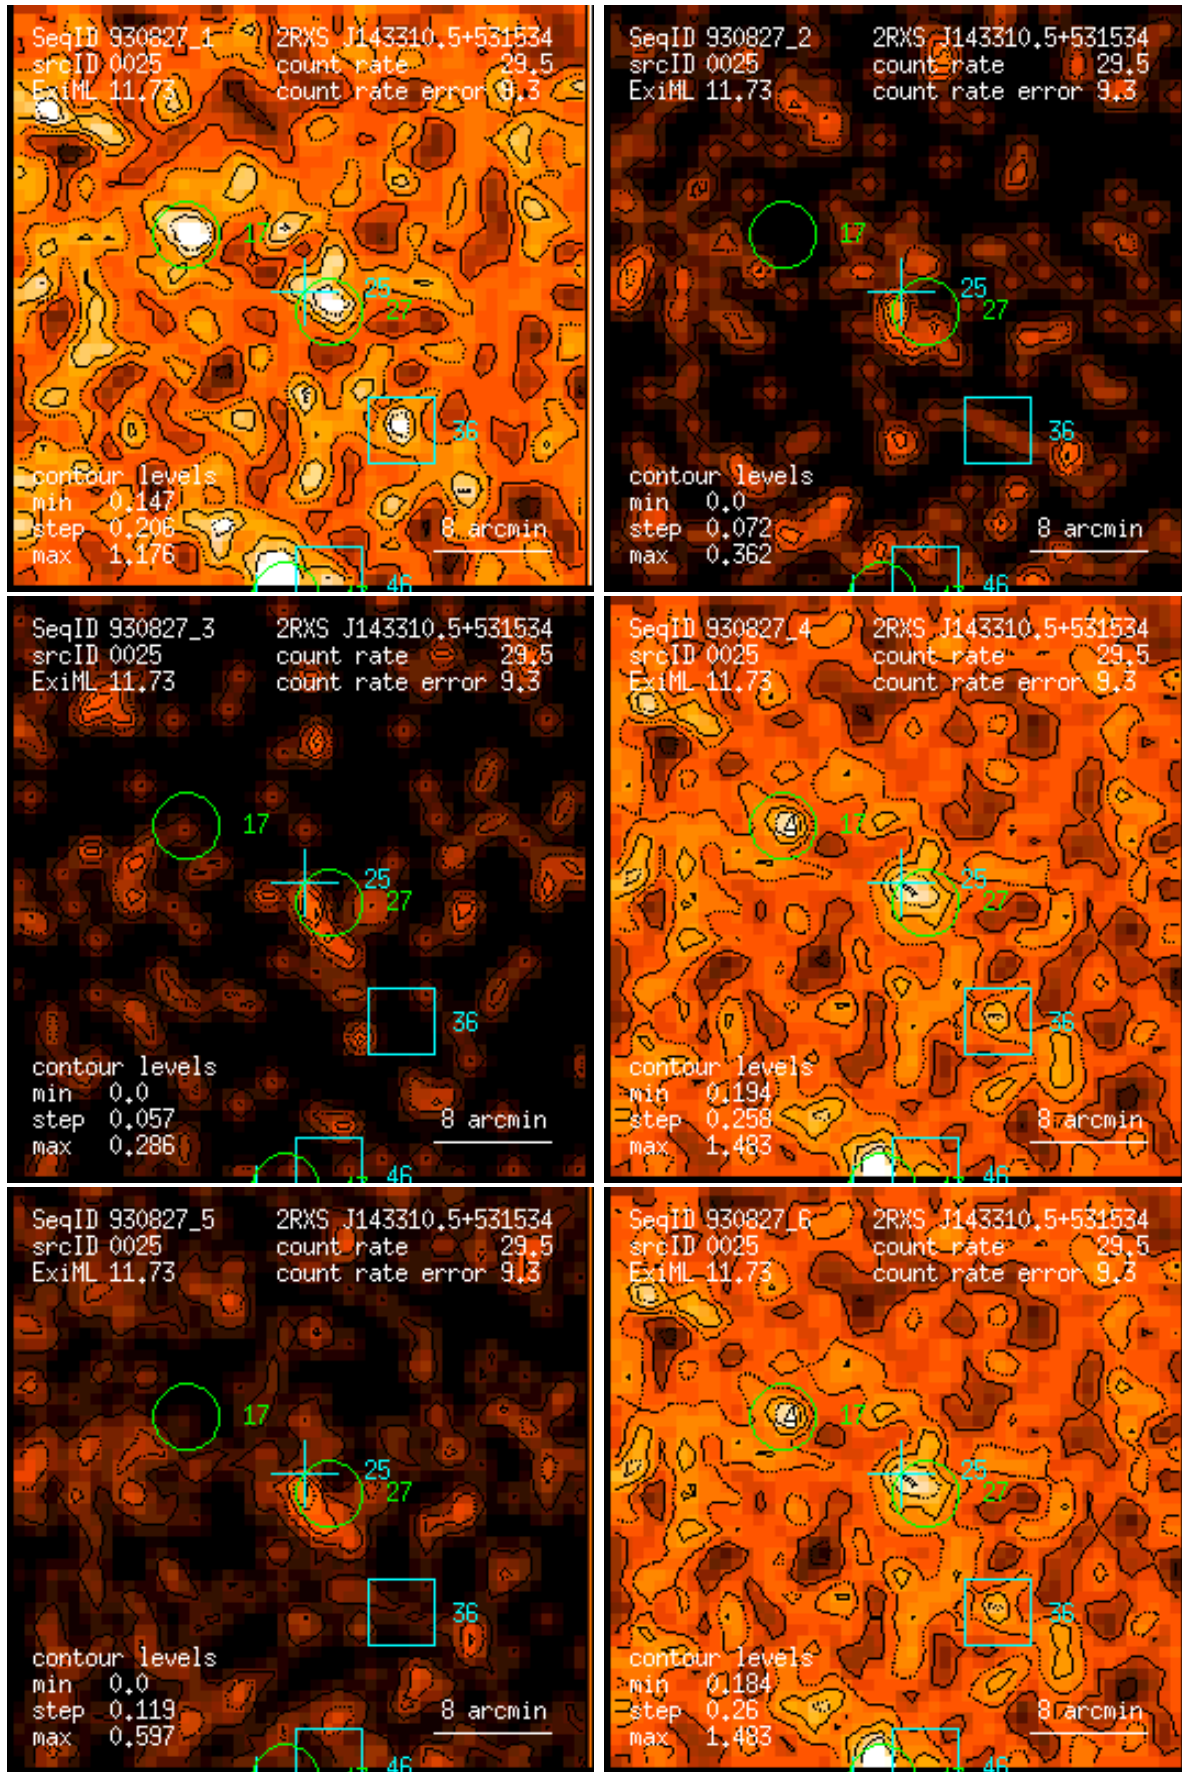 SeqID 930827_1 2RXS J143310.5+531534
srcID 0025 count rate 29.5
ExiML 11.73 count rate error 9.3
17
25
27
36
contour levels
min 0.147
step 0.206
max 1.176
8 arcmin
46
SeqID 930827_2 2RXS J143310.5+531534
srcID 0025 count rate 29.5
ExiML 11.73 count rate error 9.3
17
25
27
36
contour levels
min 0.0
step 0.072
max 0.362
8 arcmin
46
SeqID 930827_3 2RXS J143310.5+531534
srcID 0025 count rate 29.5
ExiML 11.73 count rate error 9.3
17
25
27
36
contour levels
min 0.0
step 0.057
max 0.286
8 arcmin
46
SeqID 930827_4 2RXS J143310.5+531534
srcID 0025 count rate 29.5
ExiML 11.73 count rate error 9.3
17
25
27
36
contour levels
min 0.194
step 0.258
max 1.483
8 arcmin
46
SeqID 930827_5 2RXS J143310.5+531534
srcID 0025 count rate 29.5
ExiML 11.73 count rate error 9.3
17
25
27
36
contour levels
min 0.0
step 0.119
max 0.597
8 arcmin
46
SeqID 930827_6 2RXS J143310.5+531534
srcID 0025 count rate 29.5
ExiML 11.73 count rate error 9.3
17
25
27
36
contour levels
min 0.184
step 0.26
max 1.483
8 arcmin
46